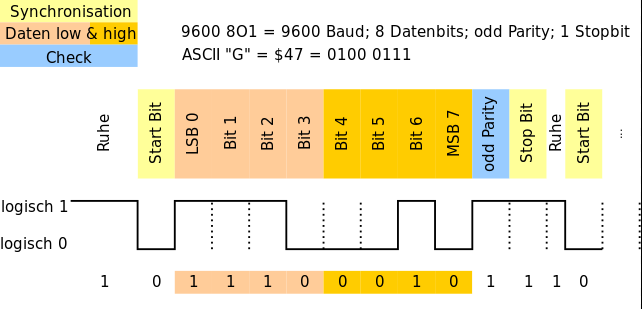 Synchronisation
Daten low & high
Check
9600 8O1 = 9600 Baud; 8 Datenbits; odd Parity; 1 Stopbit
ASCII "G" = $47 = 0100 0111
Ruhe Start Bit LSB 0 Bit 1 Bit 2 Bit 3 Bit 4 Bit 5 Bit 6 MSB 7 odd Parity Stop Bit Ruhe Start Bit ...
logisch 1
logisch 0
1 0 1 1 1 0 0 0 1 0 1 1 1 0